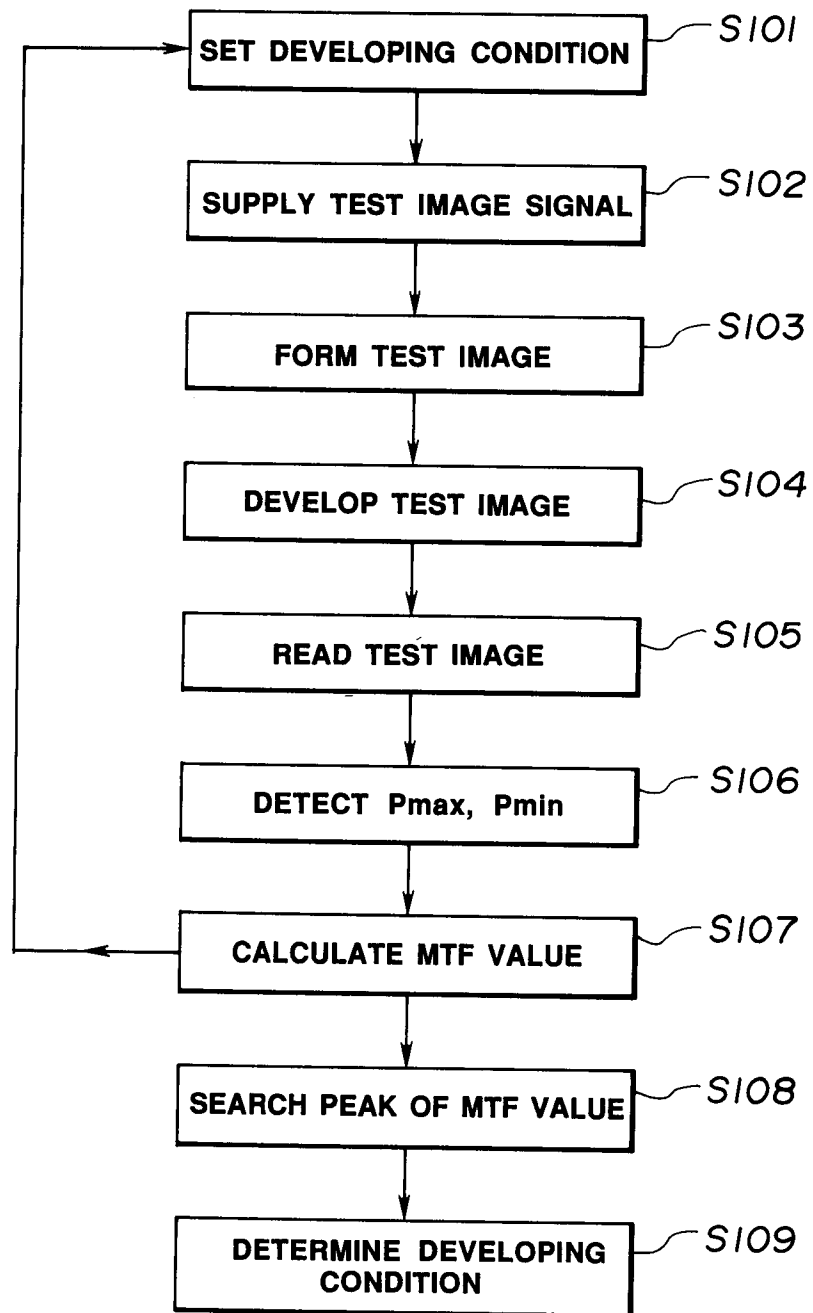 SET DEVELOPING CONDITION S101
SUPPLY TEST IMAGE SIGNAL S102
FORM TEST IMAGE S103
DEVELOP TEST IMAGE S104
READ TEST IMAGE S105
DETECT Pmax, Pmin S106
CALCULATE MTF VALUE S107
SEARCH PEAK OF MTF VALUE S108
DETERMINE DEVELOPING S109
CONDITION